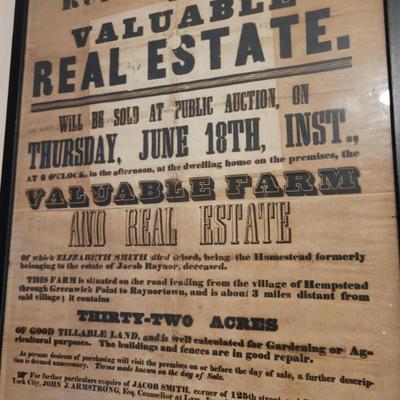 VALUABLE
REAL ESTATE.
WILL BE SOLD AT PUBLIC AUCTION, ON
THURSDAY, JUNE 18TH, INST.,
AT 2 O'CLOCK, in the afternoon, at the dwelling house on the premises, the
VALUABLE FARM
AND REAL ESTATE
Of which ELIZABETH SMITH died seised, being the Homestead formerly
belonging to the estate of Jacob Raynor, deceased.
THIS FARM is situated on the road leading from the village of Hempstead
through Greenwich Point to Raynortown, and is about 3 miles distant from
said village; it contains
THIRTY-TWO ACRES
OF GOOD TILLABLE LAND, and is well calculated for Gardening or Ag-
ricultural purposes. The buildings and fences are in good repair.
As persons desirous of purchasing will visit the premises on or before the day of sale, a further descrip-
tion is deemed unnecessary. Terms made known on the day of Sale.
For further particulars enquire of JACOB SMITH, corner of 125th street and
York City, JOHN J. ARMSTRONG, Esq. Counsellor at Law,